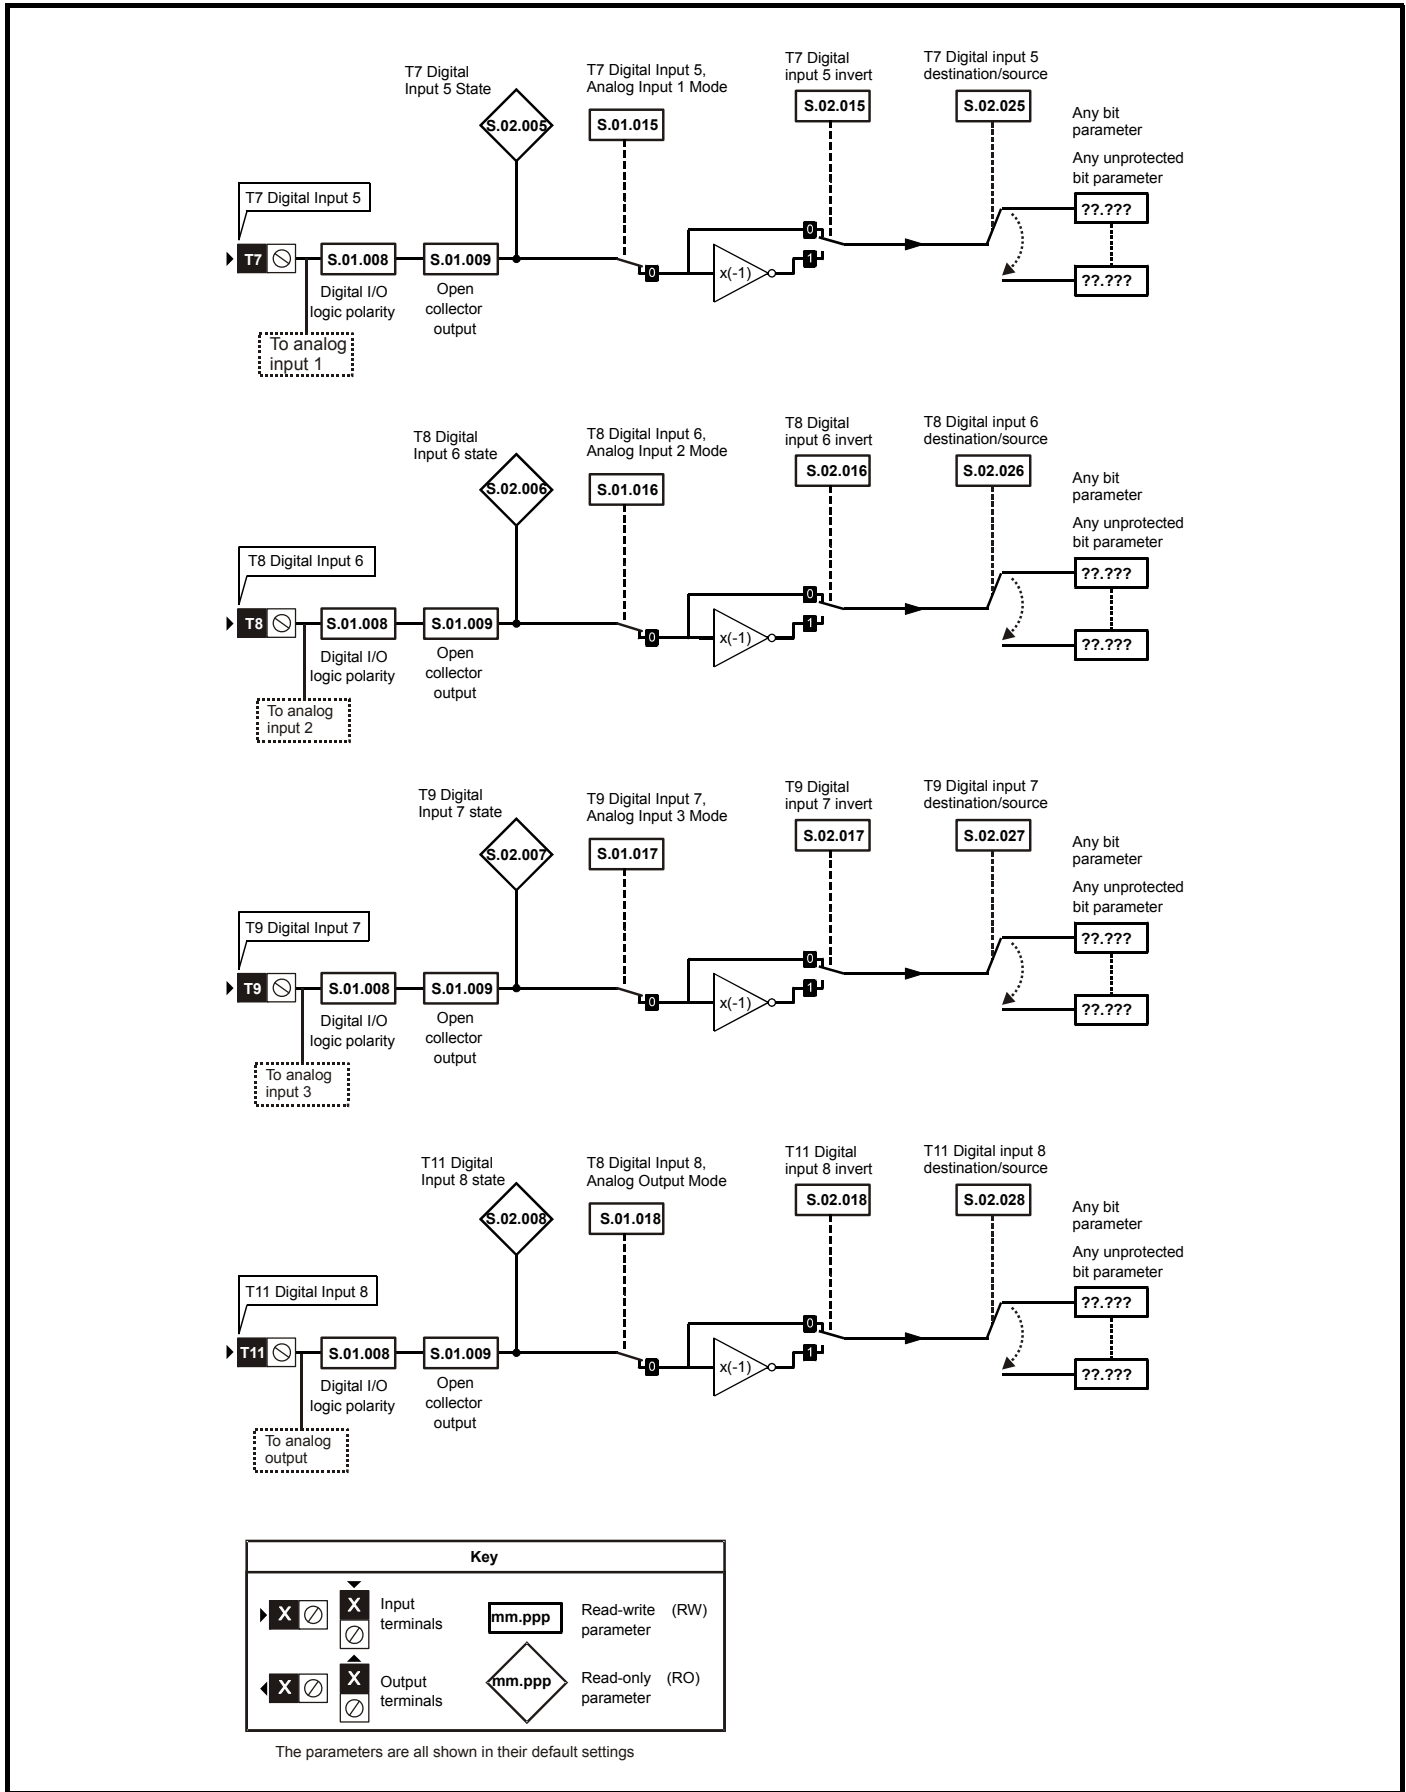 T7 Digital
Input 5 State
T7 Digital Input 5,
Analog Input 1 Mode
T7 Digital
input 5 invert
T7 Digital input 5
destination/source
S.02.005
S.01.015
S.02.015
S.02.025
Any bit
parameter
Any unprotected
bit parameter
T7 Digital Input 5
??.???
0
T7
S.01.008
S.01.009
0
x(-1)
1
??.???
Digital I/O
logic polarity
Open
collector
output
To analog
input 1
T8 Digital
Input 6 state
T8 Digital Input 6,
Analog Input 2 Mode
T8 Digital
input 6 invert
T8 Digital input 6
destination/source
S.02.006
S.01.016
S.02.016
S.02.026
Any bit
parameter
Any unprotected
bit parameter
T8 Digital Input 6
??.???
0
T8
S.01.008
S.01.009
0
x(-1)
1
??.???
Digital I/O
logic polarity
Open
collector
output
To analog
input 2
T9 Digital
Input 7 state
T9 Digital Input 7,
Analog Input 3 Mode
T9 Digital
input 7 invert
T9 Digital input 7
destination/source
S.02.007
S.01.017
S.02.017
S.02.027
Any bit
parameter
Any unprotected
bit parameter
T9 Digital Input 7
??.???
0
T9
S.01.008
S.01.009
0
x(-1)
1
??.???
Digital I/O
logic polarity
Open
collector
output
To analog
input 3
T11 Digital
Input 8 state
T8 Digital Input 8,
Analog Output Mode
T11 Digital
input 8 invert
T11 Digital input 8
destination/source
S.02.008
S.01.018
S.02.018
S.02.028
Any bit
parameter
Any unprotected
bit parameter
T11 Digital Input 8
??.???
0
T11
S.01.008
S.01.009
0
x(-1)
1
??.???
Digital I/O
logic polarity
Open
collector
output
To analog
output
Key
X
X
Input
terminals
mm.ppp
Read-write (RW)
parameter
X
X
Output
terminals
mm.ppp
Read-only (RO)
parameter
The parameters are all shown in their default settings